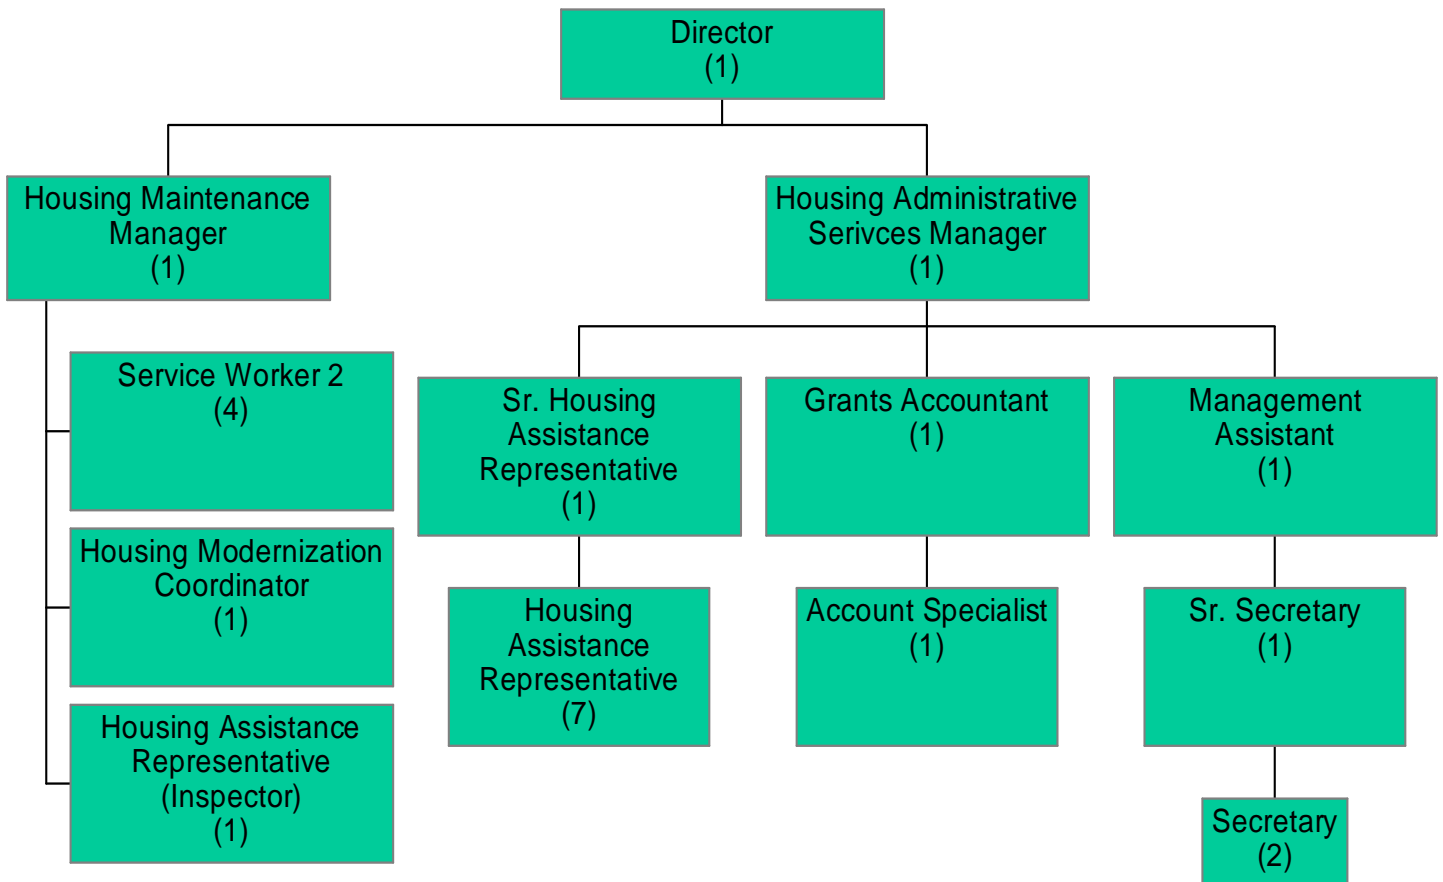 Director
(1)
Housing Maintenance
Manager
(1)
Housing Administrative
Serivces Manager
(1)
Service Worker 2
(4)
Housing Modernization
Coordinator
(1)
Housing Assistance
Representative
(Inspector)
(1)
Sr. Housing
Assistance
Representative
(1)
Housing
Assistance
Representative
(7)
Grants Accountant
(1)
Account Specialist
(1)
Management
Assistant
(1)
Sr. Secretary
(1)
Secretary
(2)